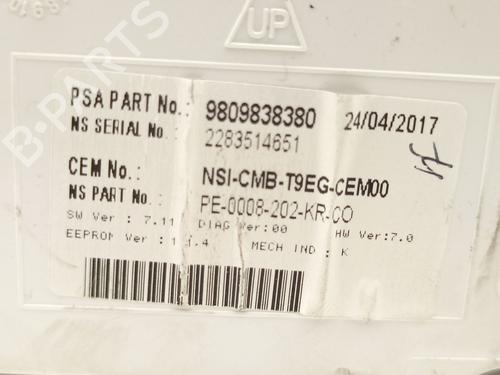 UP
B-PARTS
PSA PART No.: 9809838380 24/04/2017
NS SERIAL No.: 2283514651
CEM No.: NSI-CMB-T9EG-CEM00
NS PART No.: PE-0008-202-KR-CO
SW Ver : 7.11 DIAG Ver:00 HW Ver:7.0
EEPROM Ver : MECH IND : K